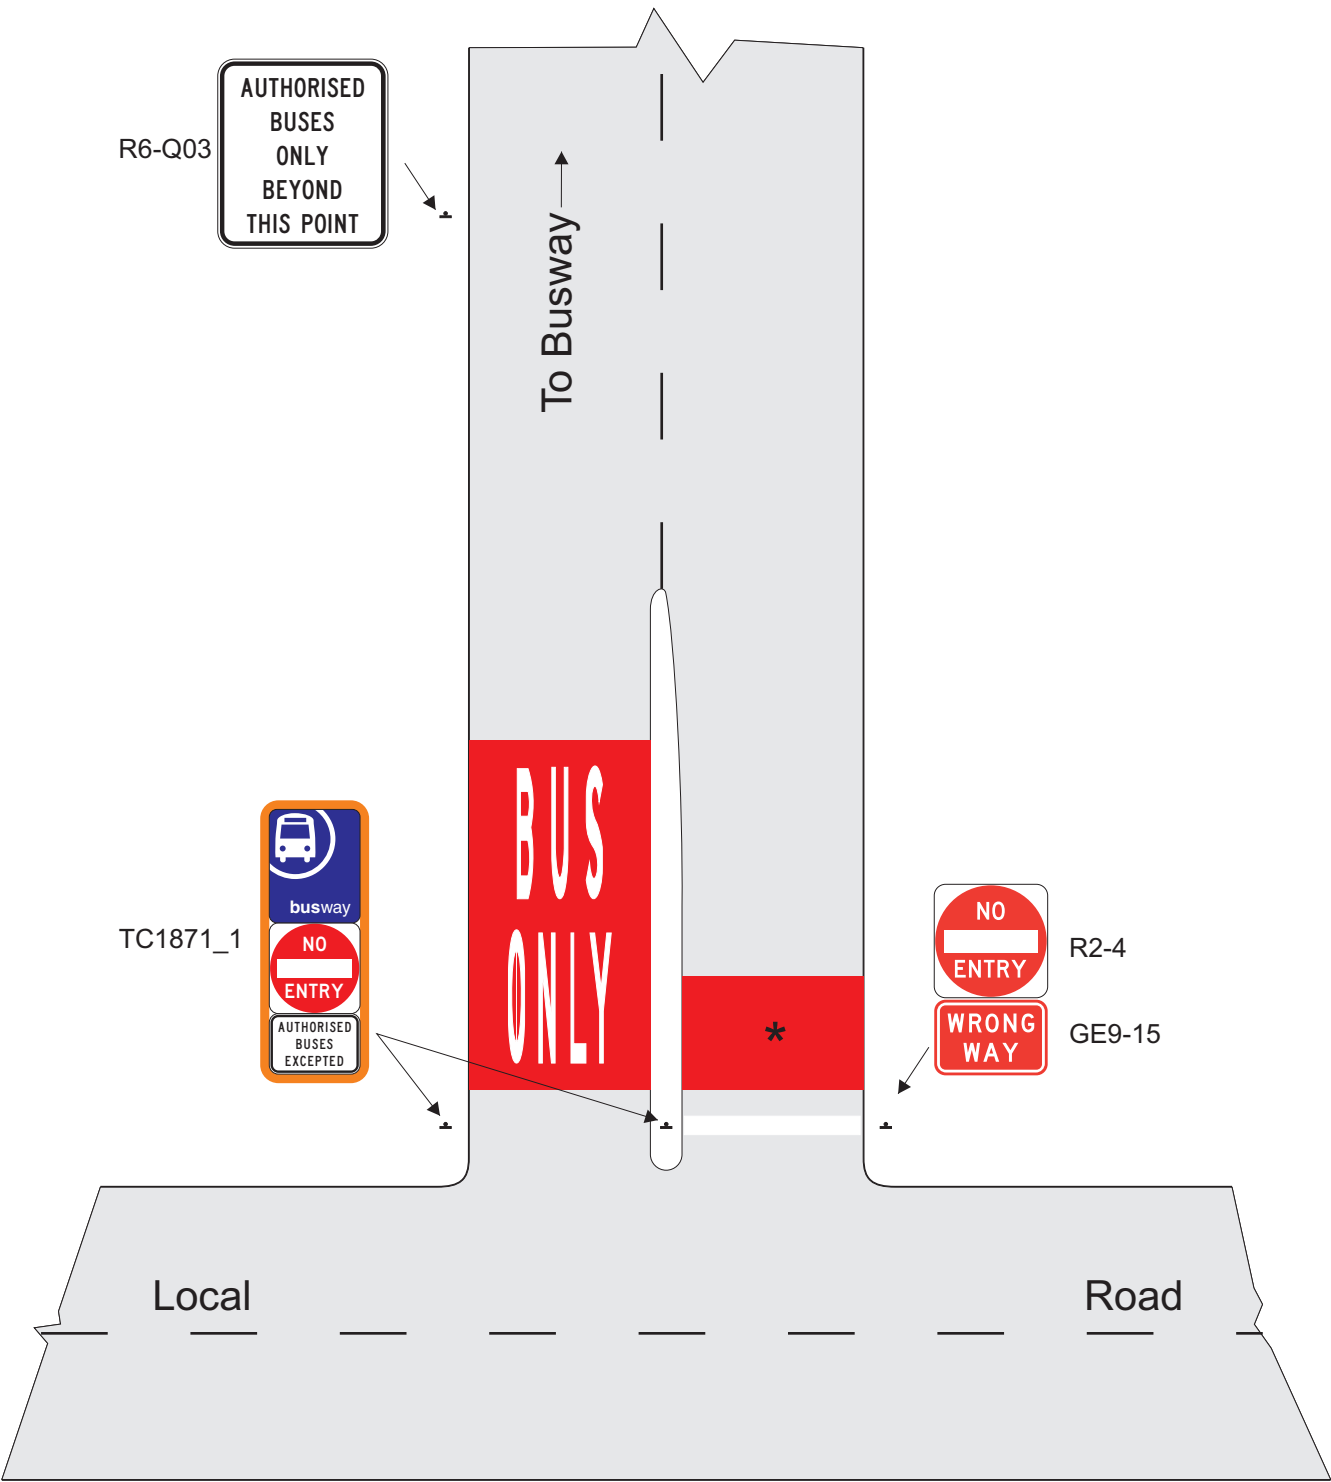 AUTHORISED
BUSES
ONLY
BEYOND
THIS POINT
R6-Q03
To Busway
busway
NO
ENTRY
AUTHORISED
BUSES
EXCEPTED
TC1871_1
BUS
ONLY
*
NO
ENTRY
R2-4
WRONG
WAY
GE9-15
Local Road